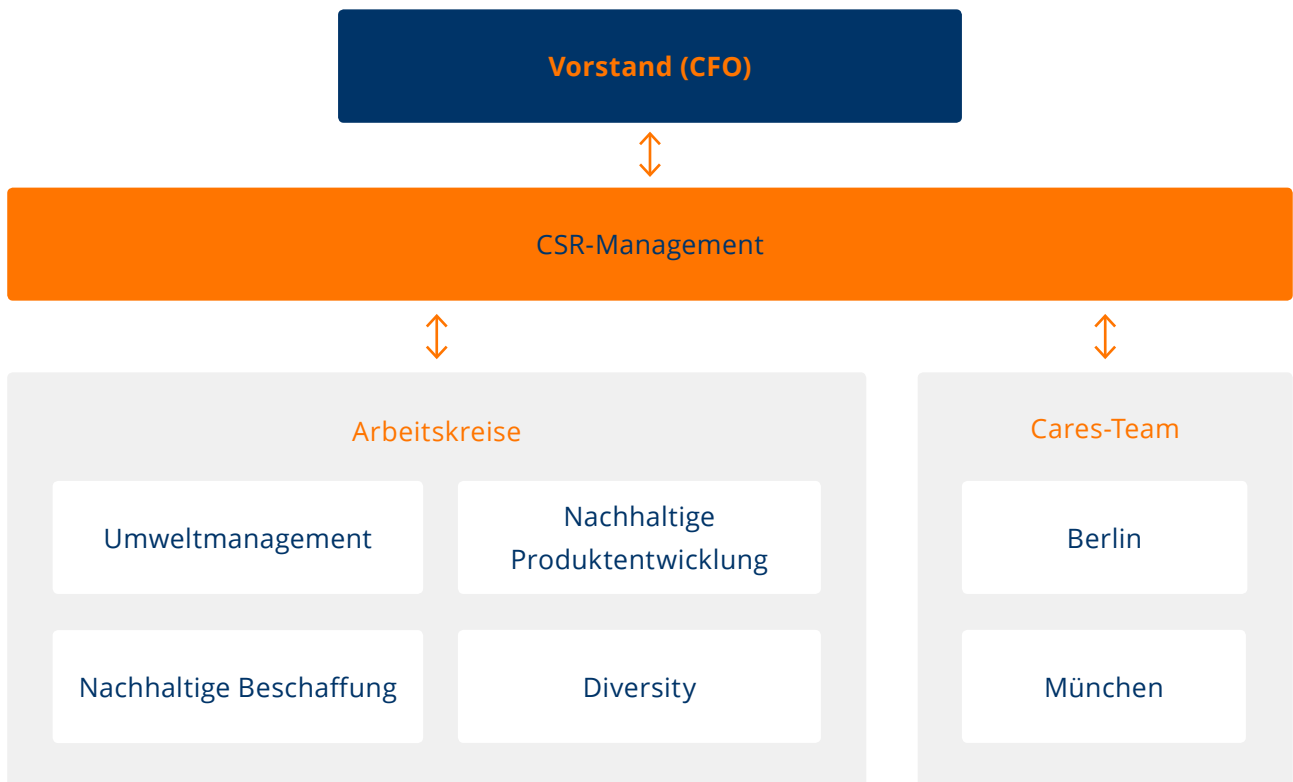 Vorstand (CFO)
CSR-Management
Arbeitskreise
Umweltmanagement
Nachhaltige
Produktentwicklung
Nachhaltige Beschaffung
Diversity
Cares-Team
Berlin
München